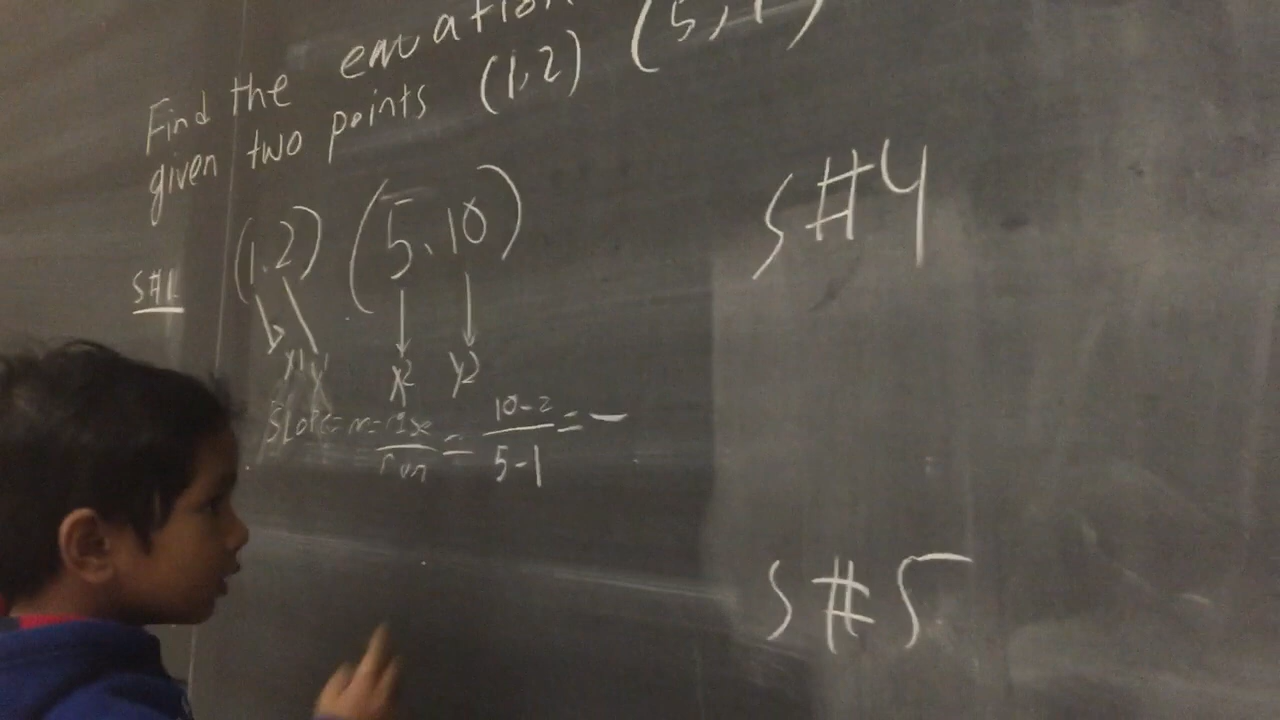 Find the equation
given two points (1,2) (5,1
(1,2) (5,10)
S#1
x1 y1 x2 y2
Slope=m=rise/run = 10-2/5-1 = -
S#4
S#5